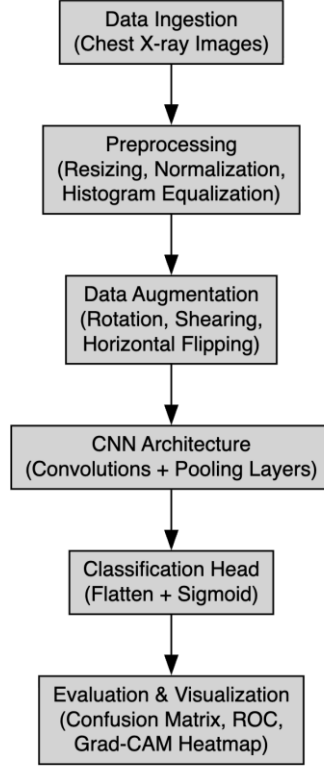 Data Ingestion
(Chest X-ray Images)
Preprocessing
(Resizing, Normalization,
Histogram Equalization)
Data Augmentation
(Rotation, Shearing,
Horizontal Flipping)
CNN Architecture
(Convolutions + Pooling Layers)
Classification Head
(Flatten + Sigmoid)
Evaluation & Visualization
(Confusion Matrix, ROC,
Grad-CAM Heatmap)